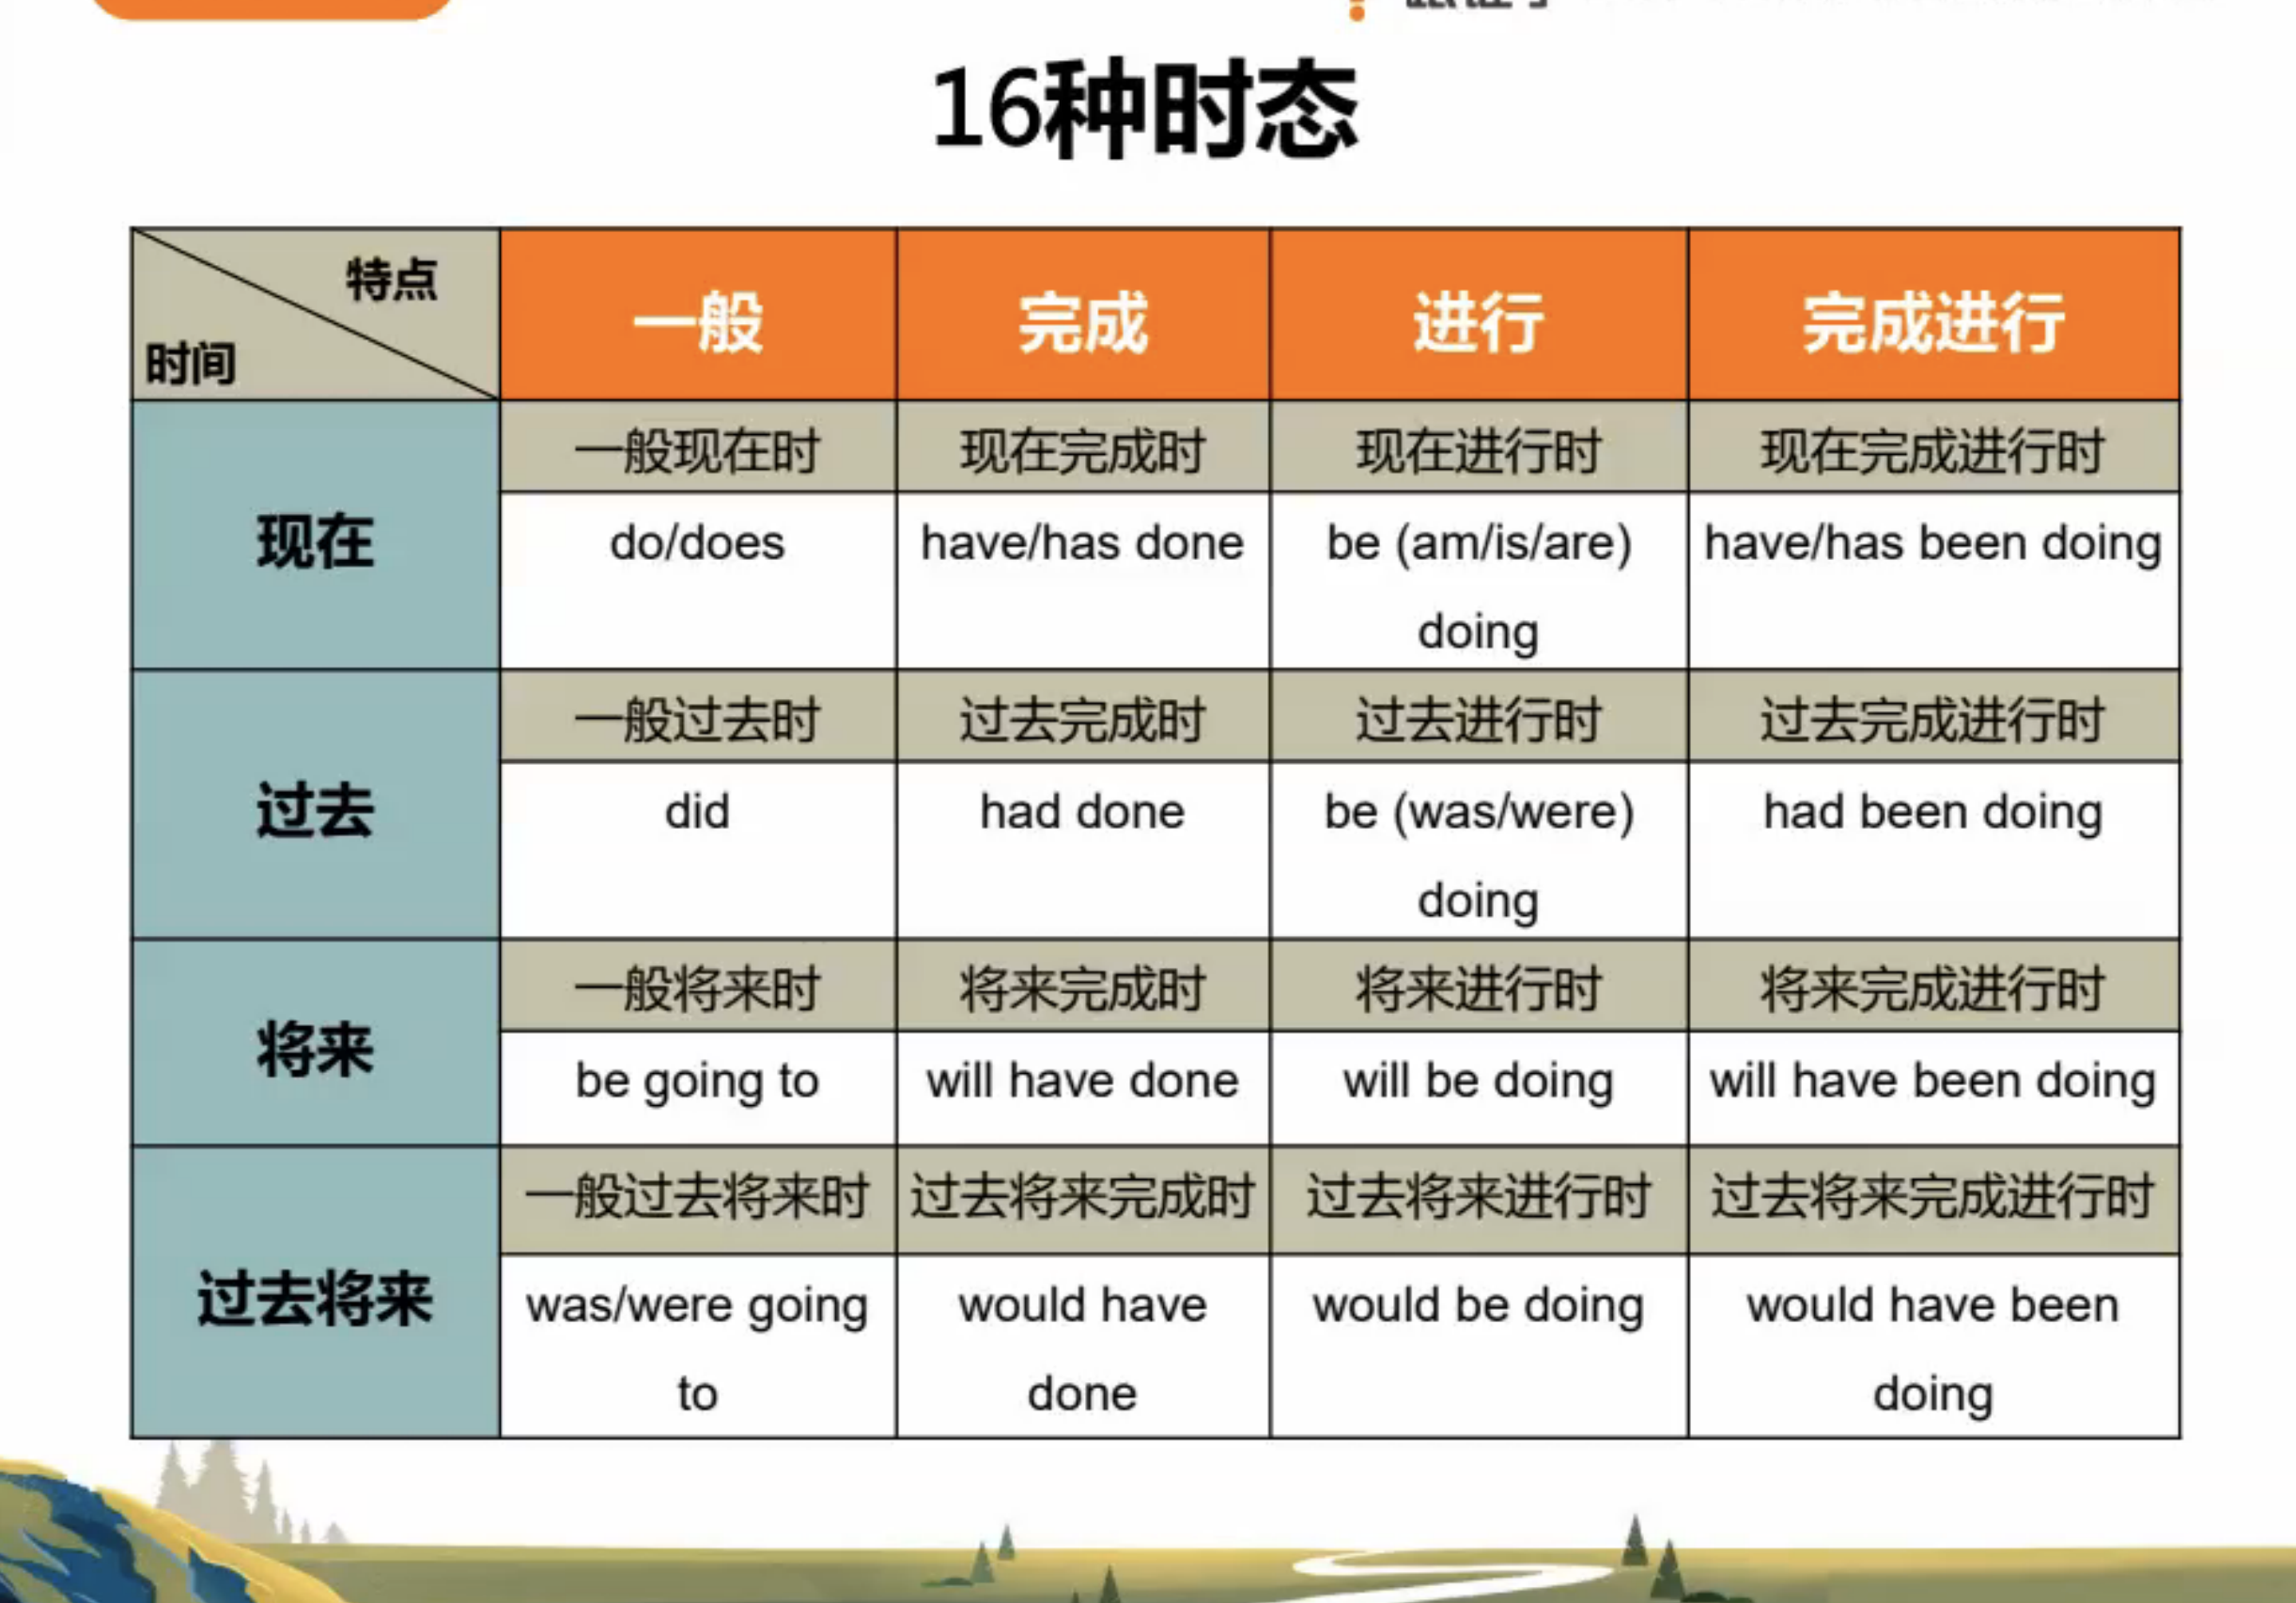 16种时态
特点
时间
一般 完成 进行 完成进行
现在
一般现在时 现在完成时 现在进行时 现在完成进行时
do/does have/has done be (am/is/are) have/has been doing
doing
过去
一般过去时 过去完成时 过去进行时 过去完成进行时
did had done be (was/were) had been doing
doing
将来
一般将来时 将来完成时 将来进行时 将来完成进行时
be going to will have done will be doing will have been doing
过去将来
一般过去将来时 过去将来完成时 过去将来进行时 过去将来完成进行时
was/were going would have would be doing would have been
to done doing